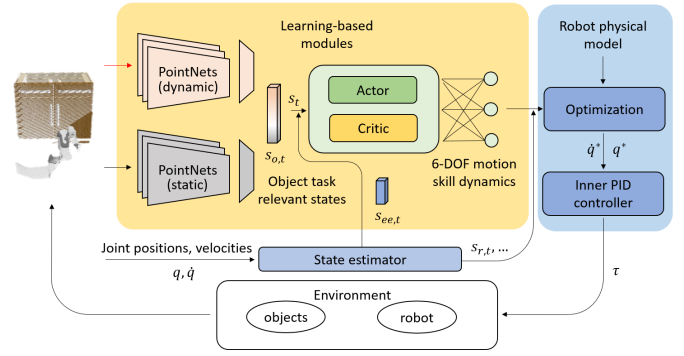 Learning-based
modules
Robot physical
model
PointNets
(dynamic)
Actor
Critic
s_t
s_{o,t}
PointNets
(static)
Object task
relevant states
s_{ee,t}
6-DOF motion
skill dynamics
Optimization
q̇* q*
Inner PID
controller
Joint positions, velocities
q, q̇
State estimator
s_{r,t}, ...
τ
Environment
objects
robot